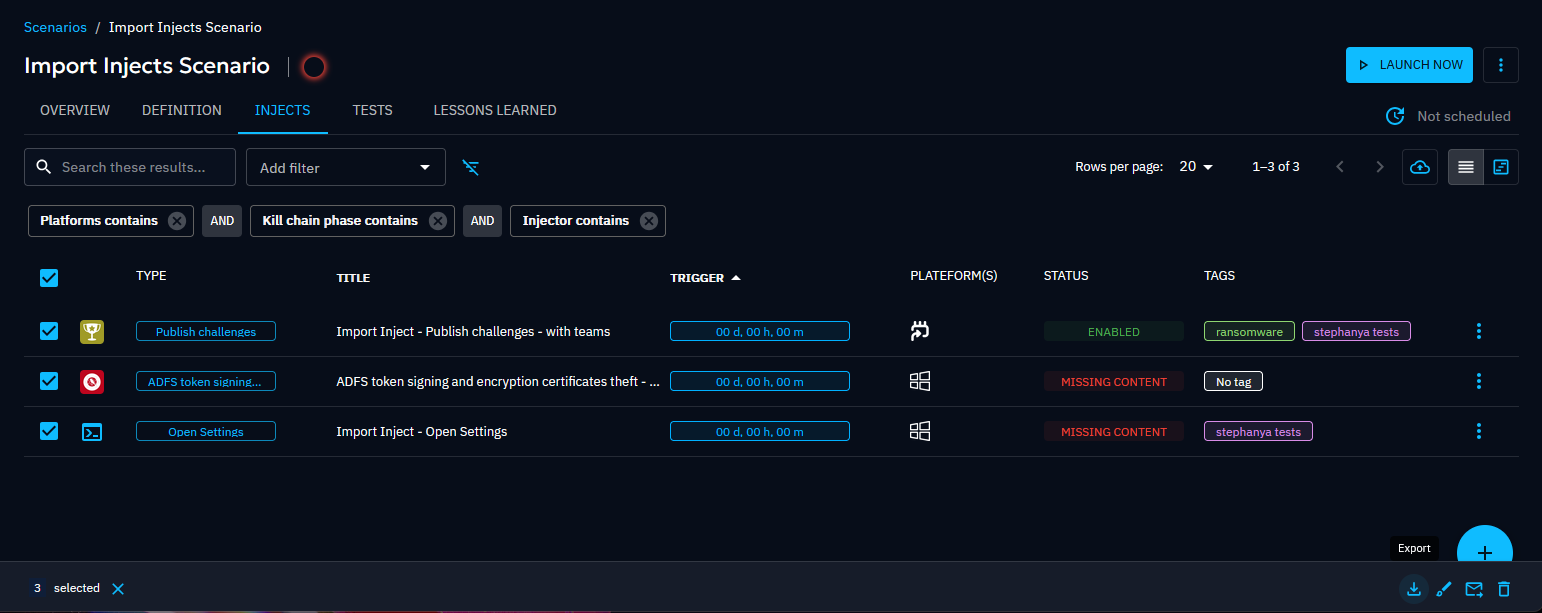 Scenarios / Import Injects Scenario
Import Injects Scenario
LAUNCH NOW
OVERVIEW DEFINITION INJECTS TESTS LESSONS LEARNED
Not scheduled
Search these results... Add filter Rows per page: 20 1–3 of 3
Platforms contains AND Kill chain phase contains AND Injector contains
TYPE TITLE TRIGGER PLATEFORM(S) STATUS TAGS
Publish challenges Import Inject - Publish challenges - with teams 00 d, 00 h, 00 m ENABLED ransomware stephanya tests
ADFS token signing... ADFS token signing and encryption certificates theft - ... 00 d, 00 h, 00 m MISSING CONTENT No tag
Open Settings Import Inject - Open Settings 00 d, 00 h, 00 m MISSING CONTENT stephanya tests
Export
3 selected